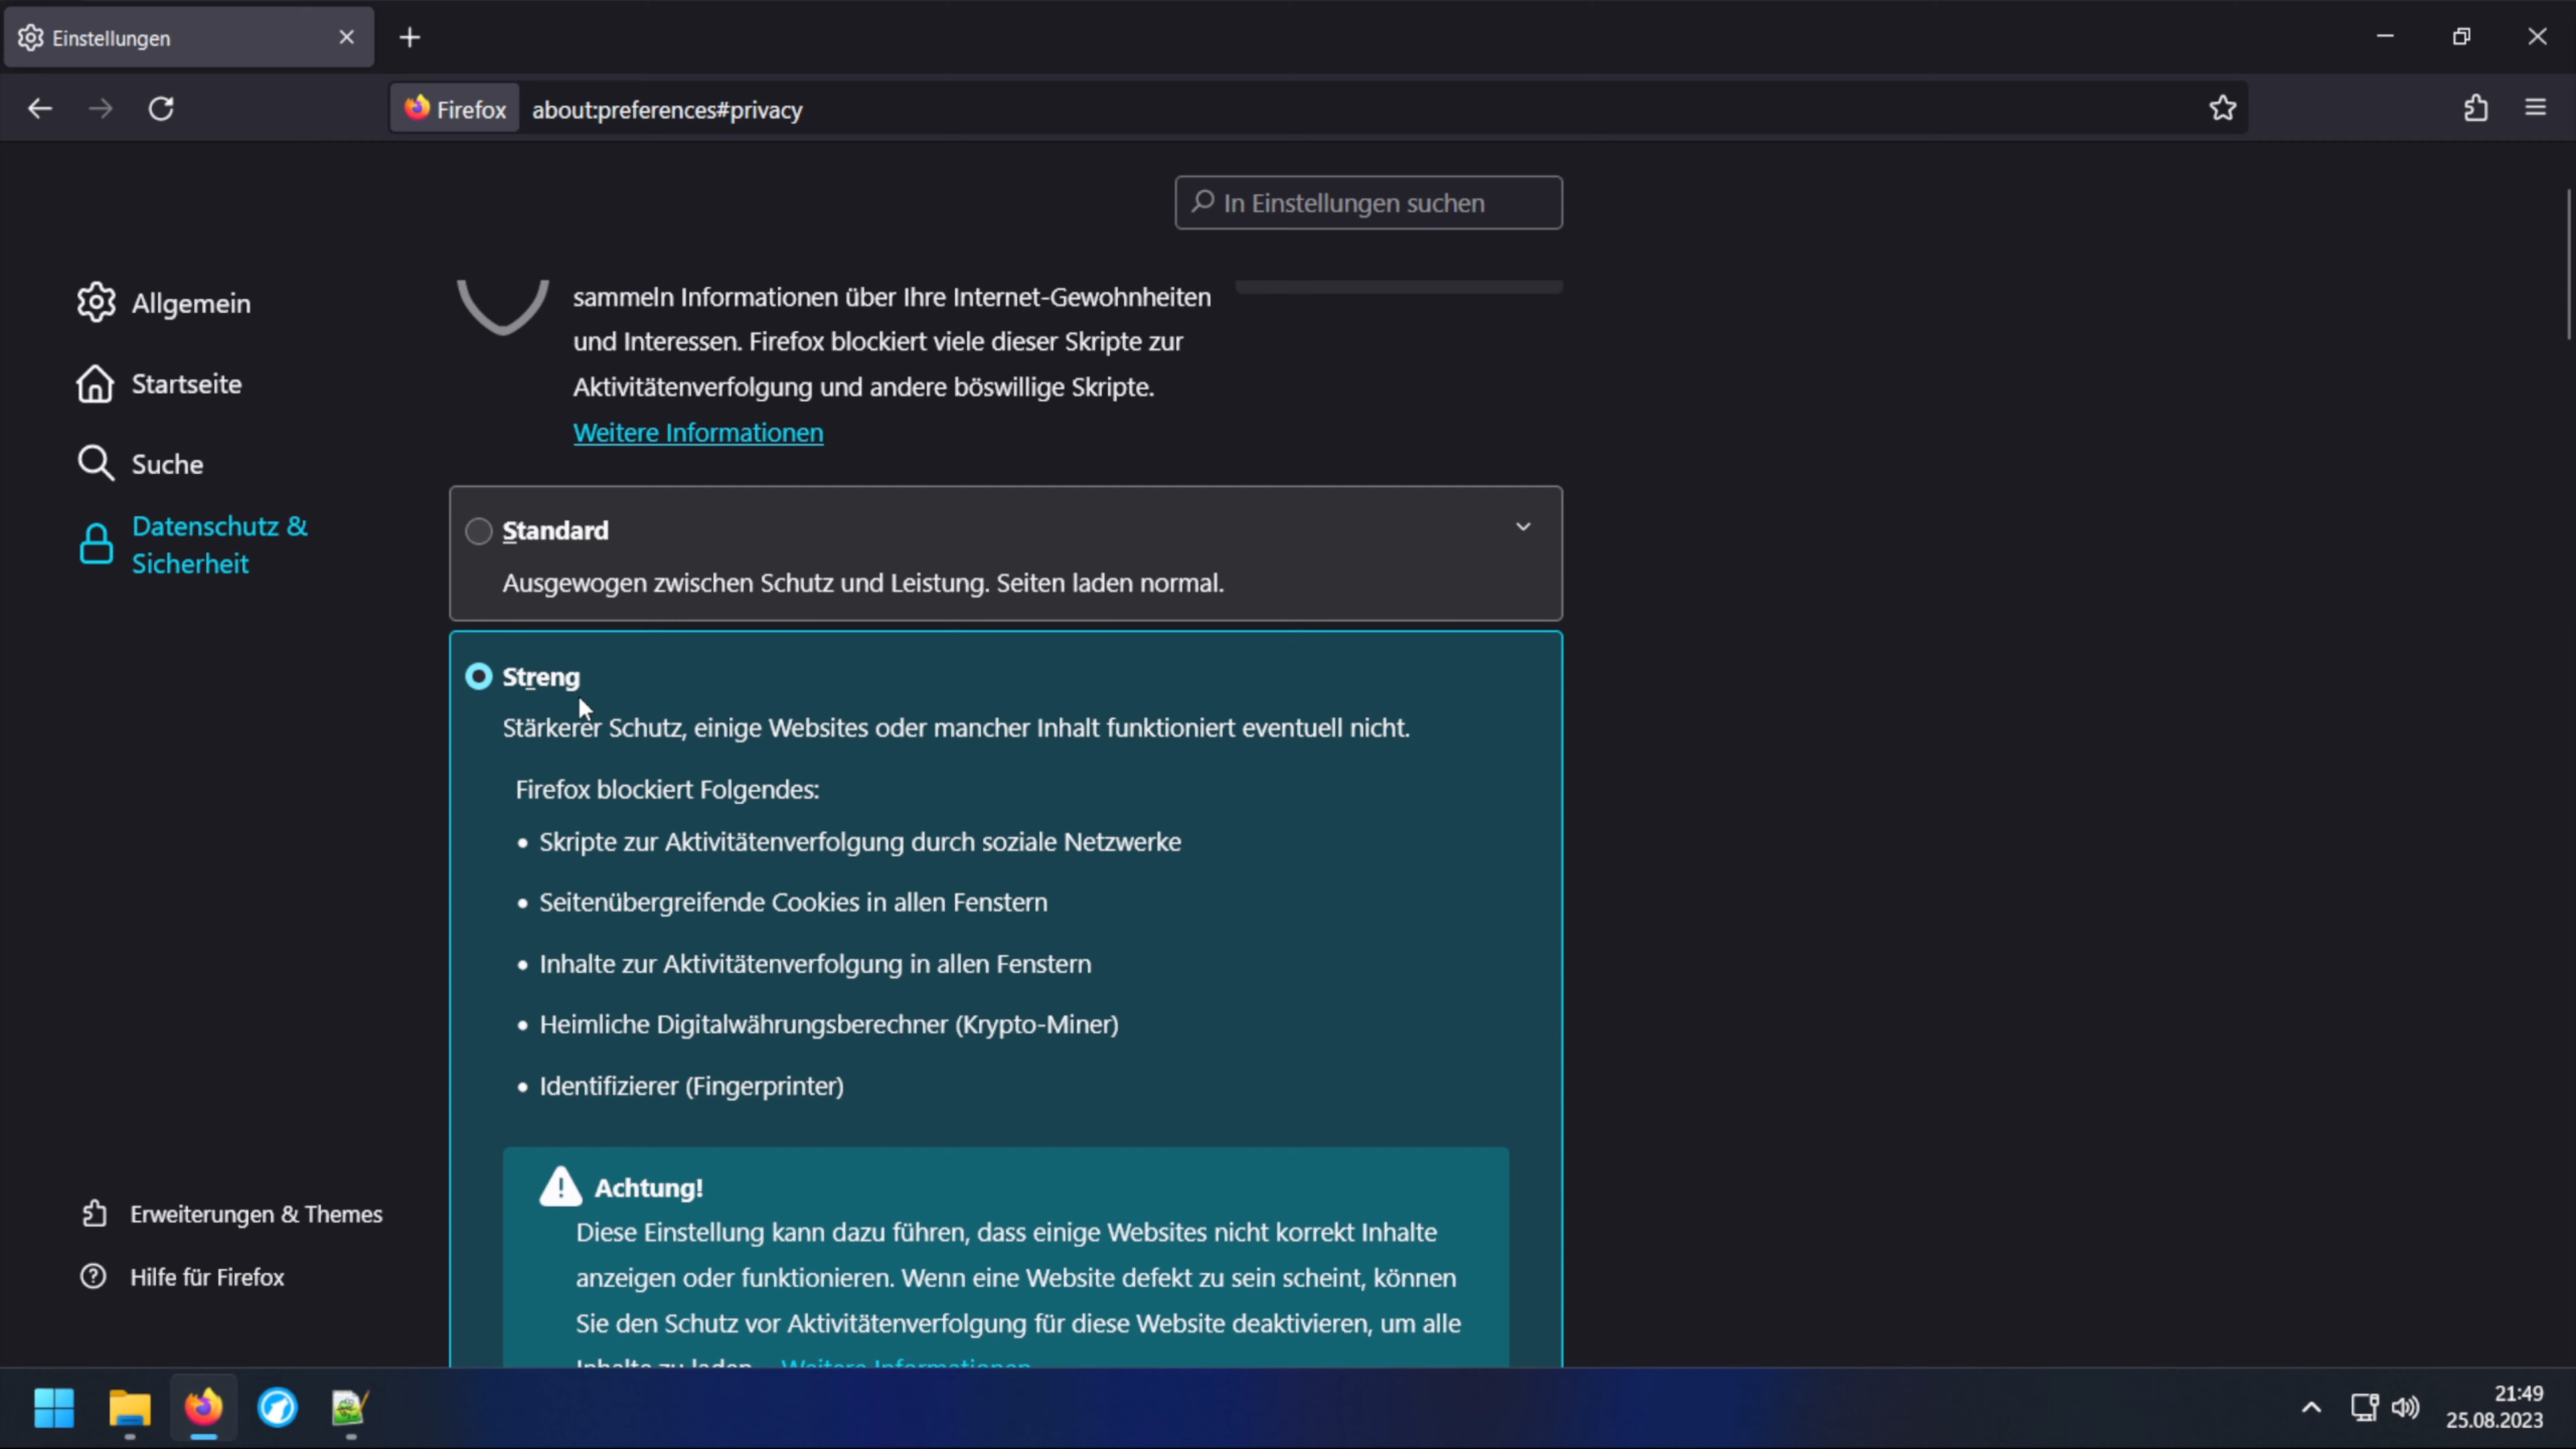 Einstellungen
Firefox about:preferences#privacy
In Einstellungen suchen
Allgemein
Startseite
Suche
Datenschutz &
Sicherheit
Erweiterungen & Themes
Hilfe für Firefox
sammeln Informationen über Ihre Internet-Gewohnheiten
und Interessen. Firefox blockiert viele dieser Skripte zur
Aktivitätenverfolgung und andere böswillige Skripte.
Weitere Informationen
Standard
Ausgewogen zwischen Schutz und Leistung. Seiten laden normal.
Streng
Stärkerer Schutz, einige Websites oder mancher Inhalt funktioniert eventuell nicht.
Firefox blockiert Folgendes:
• Skripte zur Aktivitätenverfolgung durch soziale Netzwerke
• Seitenübergreifende Cookies in allen Fenstern
• Inhalte zur Aktivitätenverfolgung in allen Fenstern
• Heimliche Digitalwährungsberechner (Krypto-Miner)
• Identifizierer (Fingerprinter)
Achtung!
Diese Einstellung kann dazu führen, dass einige Websites nicht korrekt Inhalte
anzeigen oder funktionieren. Wenn eine Website defekt zu sein scheint, können
Sie den Schutz vor Aktivitätenverfolgung für diese Website deaktivieren, um alle
Inhalte zu laden. Weitere Informationen
21:49
25.08.2023